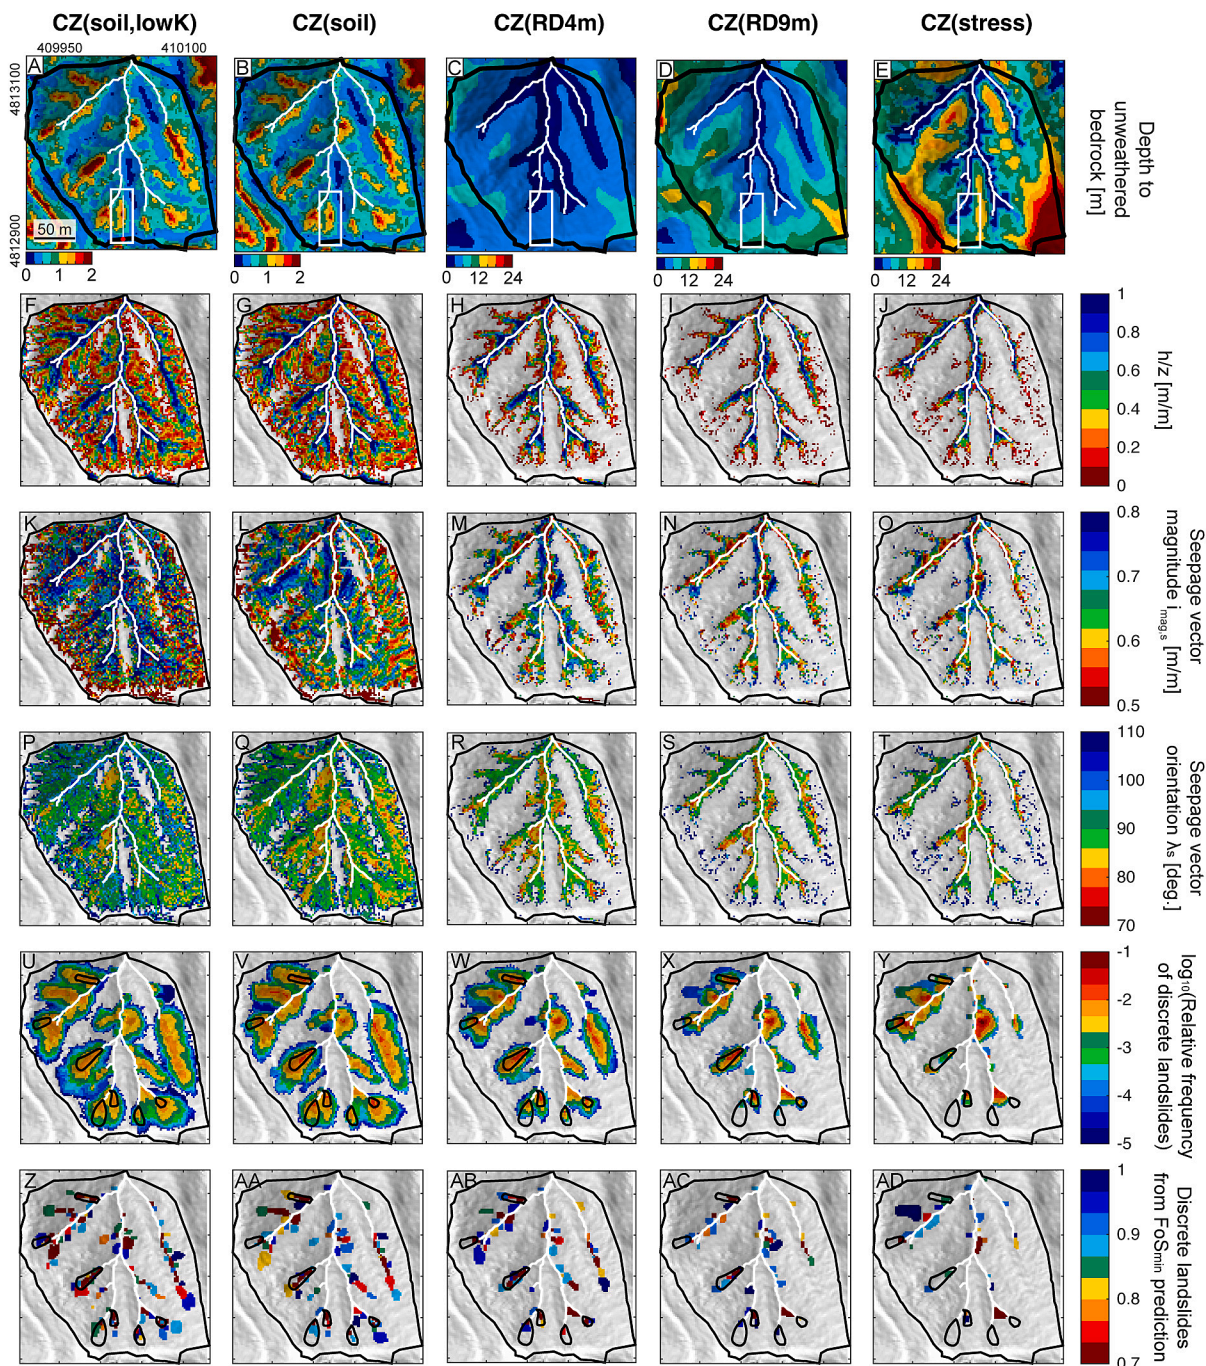 CZ(soil,lowK) CZ(soil) CZ(RD4m) CZ(RD9m) CZ(stress)
409950 410100
4813100
4812900
A B C D E
50 m
0 1 2 0 1 2 0 12 24 0 12 24 0 12 24
Depth to
unweathered
bedrock [m]
F G H I J
1
0.8
0.6
0.4
0.2
0
h/z [m/m]
K L M N O
0.8
0.7
0.6
0.5
Seepage vector
magnitude i mag,s [m/m]
P Q R S T
110
100
90
80
70
Seepage vector
orientation λs [deg.]
U V W X Y
-1
-2
-3
-4
-5
log10(Relative frequency
of discrete landslides)
Z AA AB AC AD
1
0.9
0.8
0.7
Discrete landslides
from FoSmin prediction